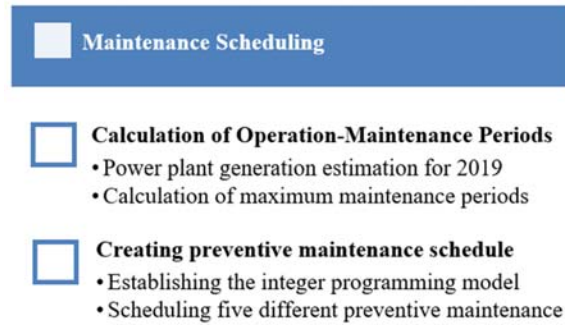 Maintenance Scheduling
Calculation of Operation-Maintenance Periods
• Power plant generation estimation for 2019
• Calculation of maximum maintenance periods
Creating preventive maintenance schedule
• Establishing the integer programming model
• Scheduling five different preventive maintenance